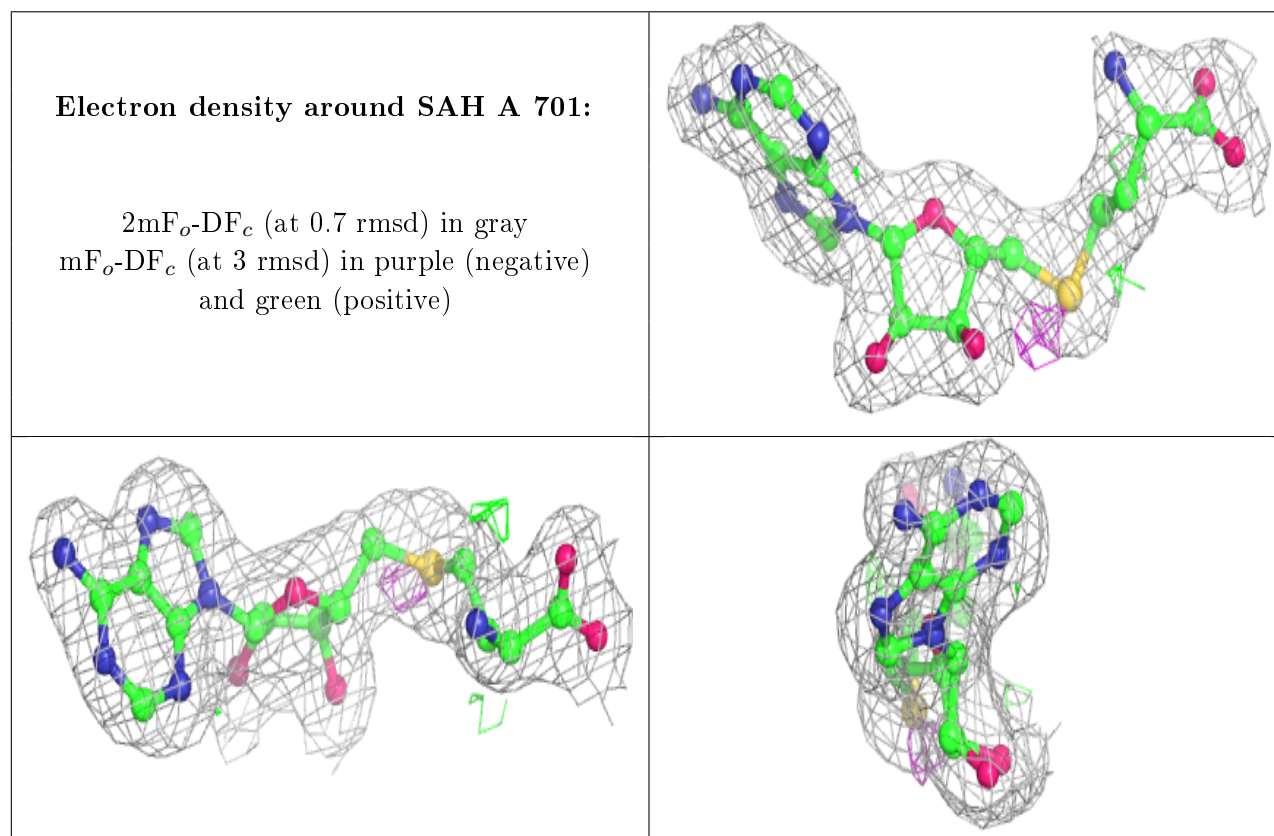 Electron density around SAH A 701:
2mFₒ-DF𝒸 (at 0.7 rmsd) in gray
mFₒ-DF𝒸 (at 3 rmsd) in purple (negative)
and green (positive)